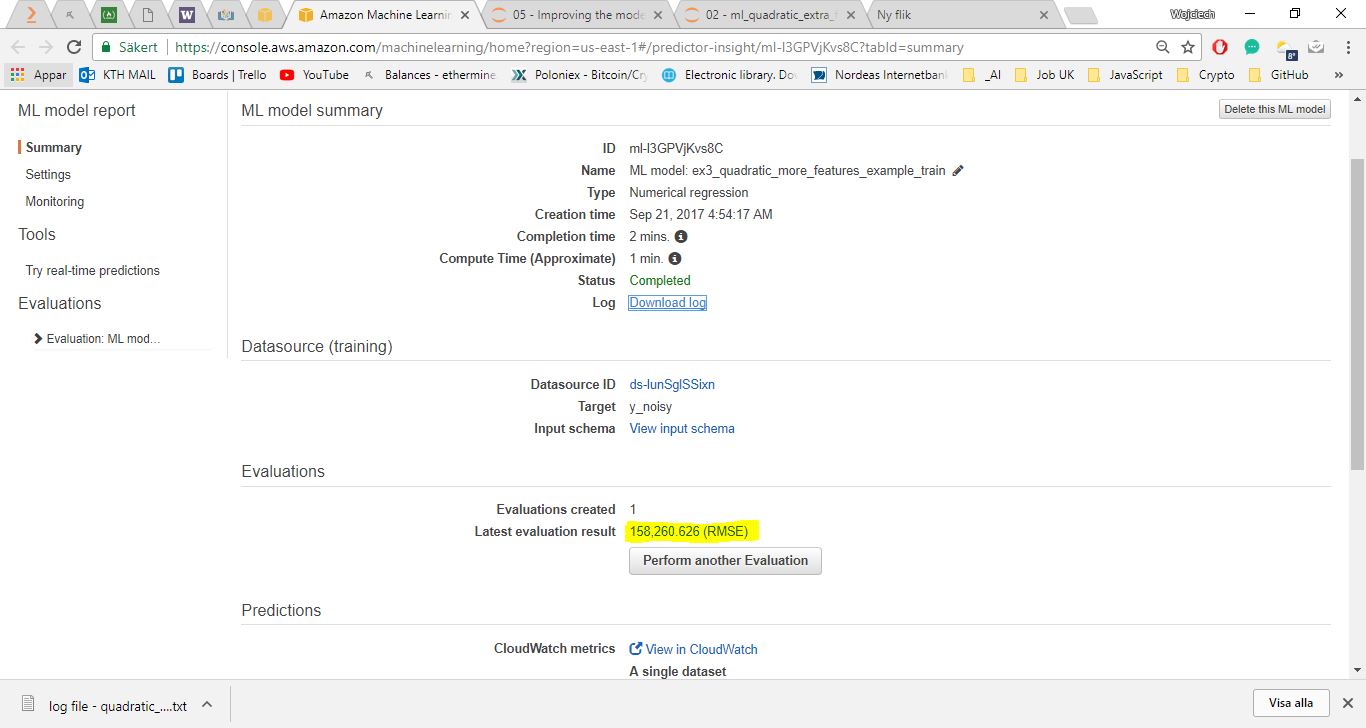 Wojciech
Amazon Machine Learnin
05 - Improving the mode
02 - ml_quadratic_extra_f
Ny flik
Säkert
https://console.aws.amazon.com/machinelearning/home?region=us-east-1#/predictor-insight/ml-I3GPVjKvs8C?tabId=summary
8°
Appar KTH MAIL Boards | Trello YouTube Balances - ethermine Poloniex - Bitcoin/Cry Electronic library. Dov Nordeas Internetbank _AI Job UK JavaScript Crypto GitHub »
ML model report
Summary
Settings
Monitoring
Tools
Try real-time predictions
Evaluations
Evaluation: ML mod...
ML model summary
Delete this ML model
ID ml-I3GPVjKvs8C
Name ML model: ex3_quadratic_more_features_example_train
Type Numerical regression
Creation time Sep 21, 2017 4:54:17 AM
Completion time 2 mins.
Compute Time (Approximate) 1 min.
Status Completed
Log Download log
Datasource (training)
Datasource ID ds-IunSglSSixn
Target y_noisy
Input schema View input schema
Evaluations
Evaluations created 1
Latest evaluation result 158,260.626 (RMSE)
Perform another Evaluation
Predictions
CloudWatch metrics View in CloudWatch
A single dataset
log file - quadratic_....txt
Visa alla